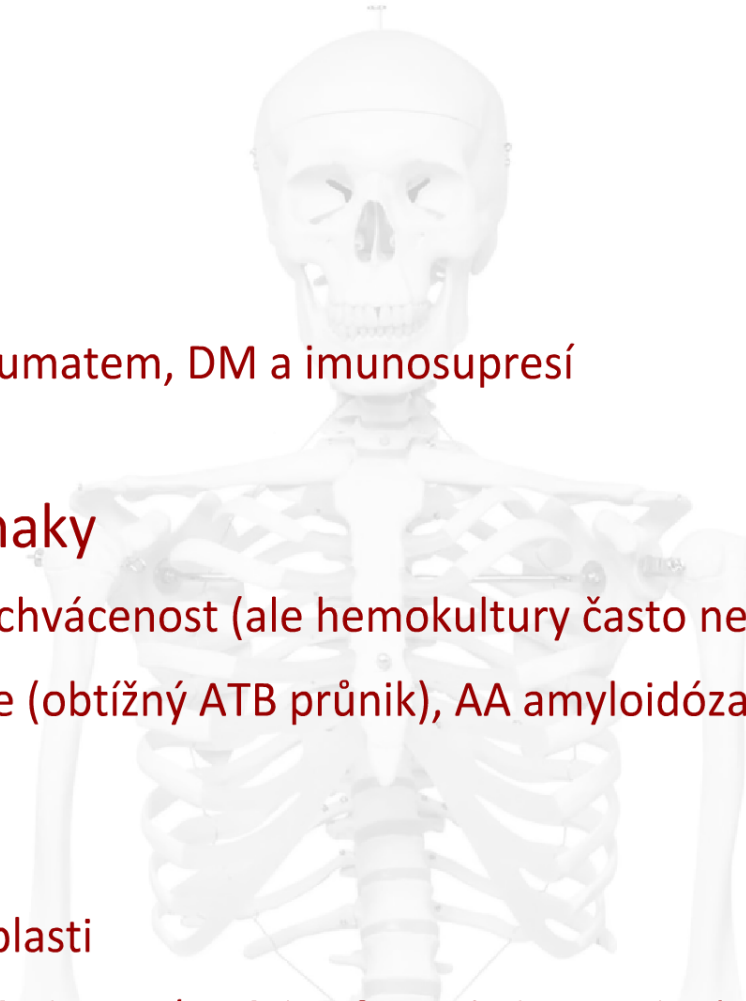 umatem, DM a imunosupresí
naky
chvácenost (ale hemokultury často ne
e (obtížný ATB průnik), AA amyloidóza
blasti